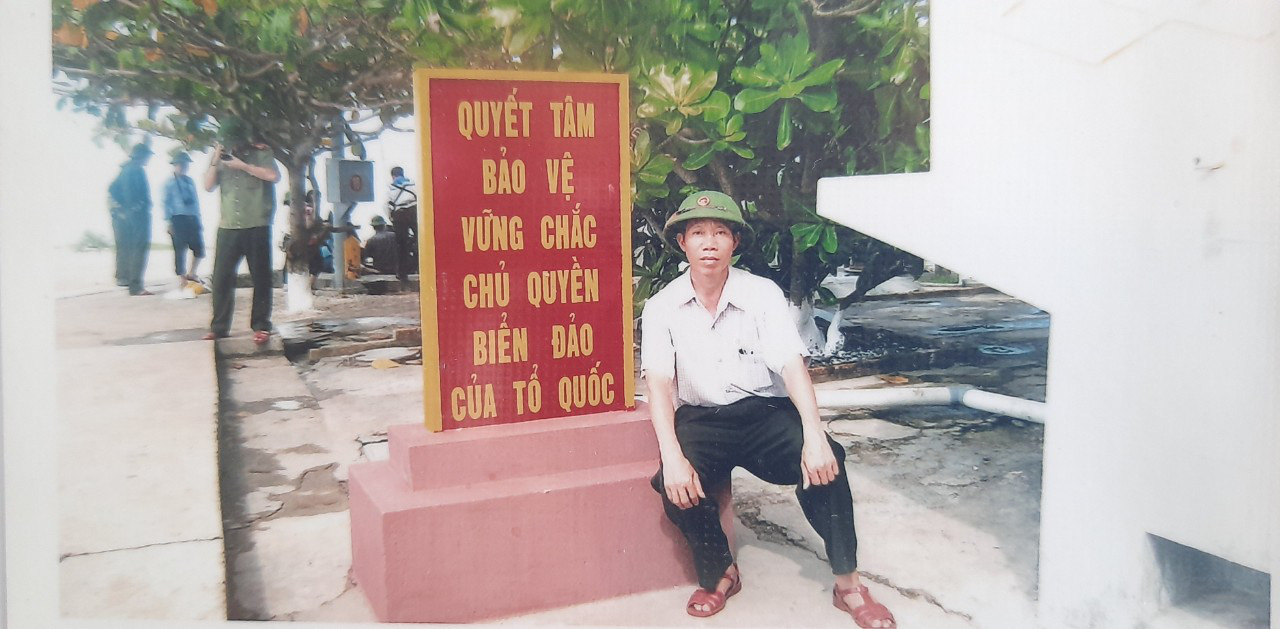 QUYẾT TÂM
BẢO VỆ
VỮNG CHẮC
CHỦ QUYỀN
BIỂN ĐẢO
CỦA TỔ QUỐC